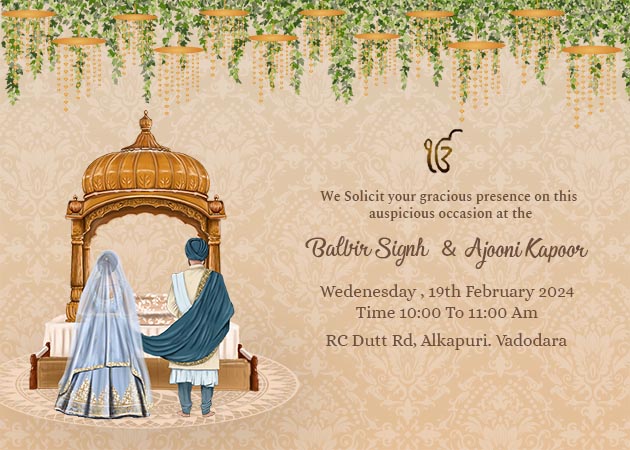 ੴ
We Solicit your gracious presence on this
auspicious occasion at the
Balbir Signh & Ajooni Kapoor
Wedenesday , 19th February 2024
Time 10:00 To 11:00 Am
RC Dutt Rd, Alkapuri. Vadodara